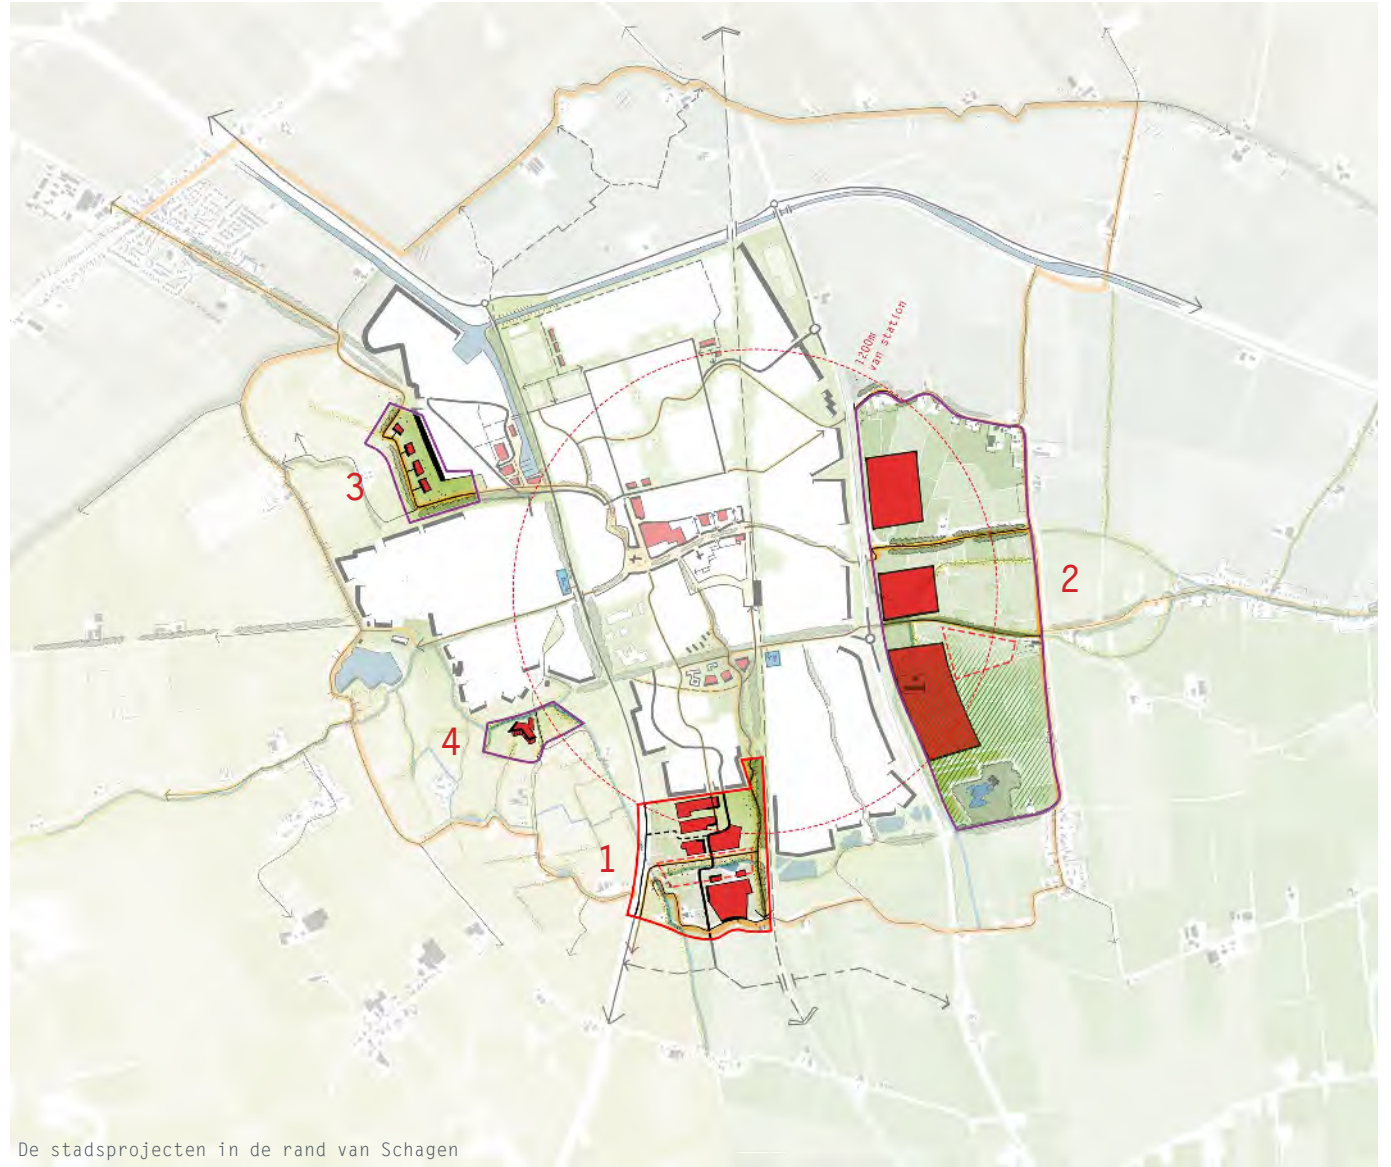 1200m
van station
3
2
4
1
De stadsprojecten in de rand van Schagen